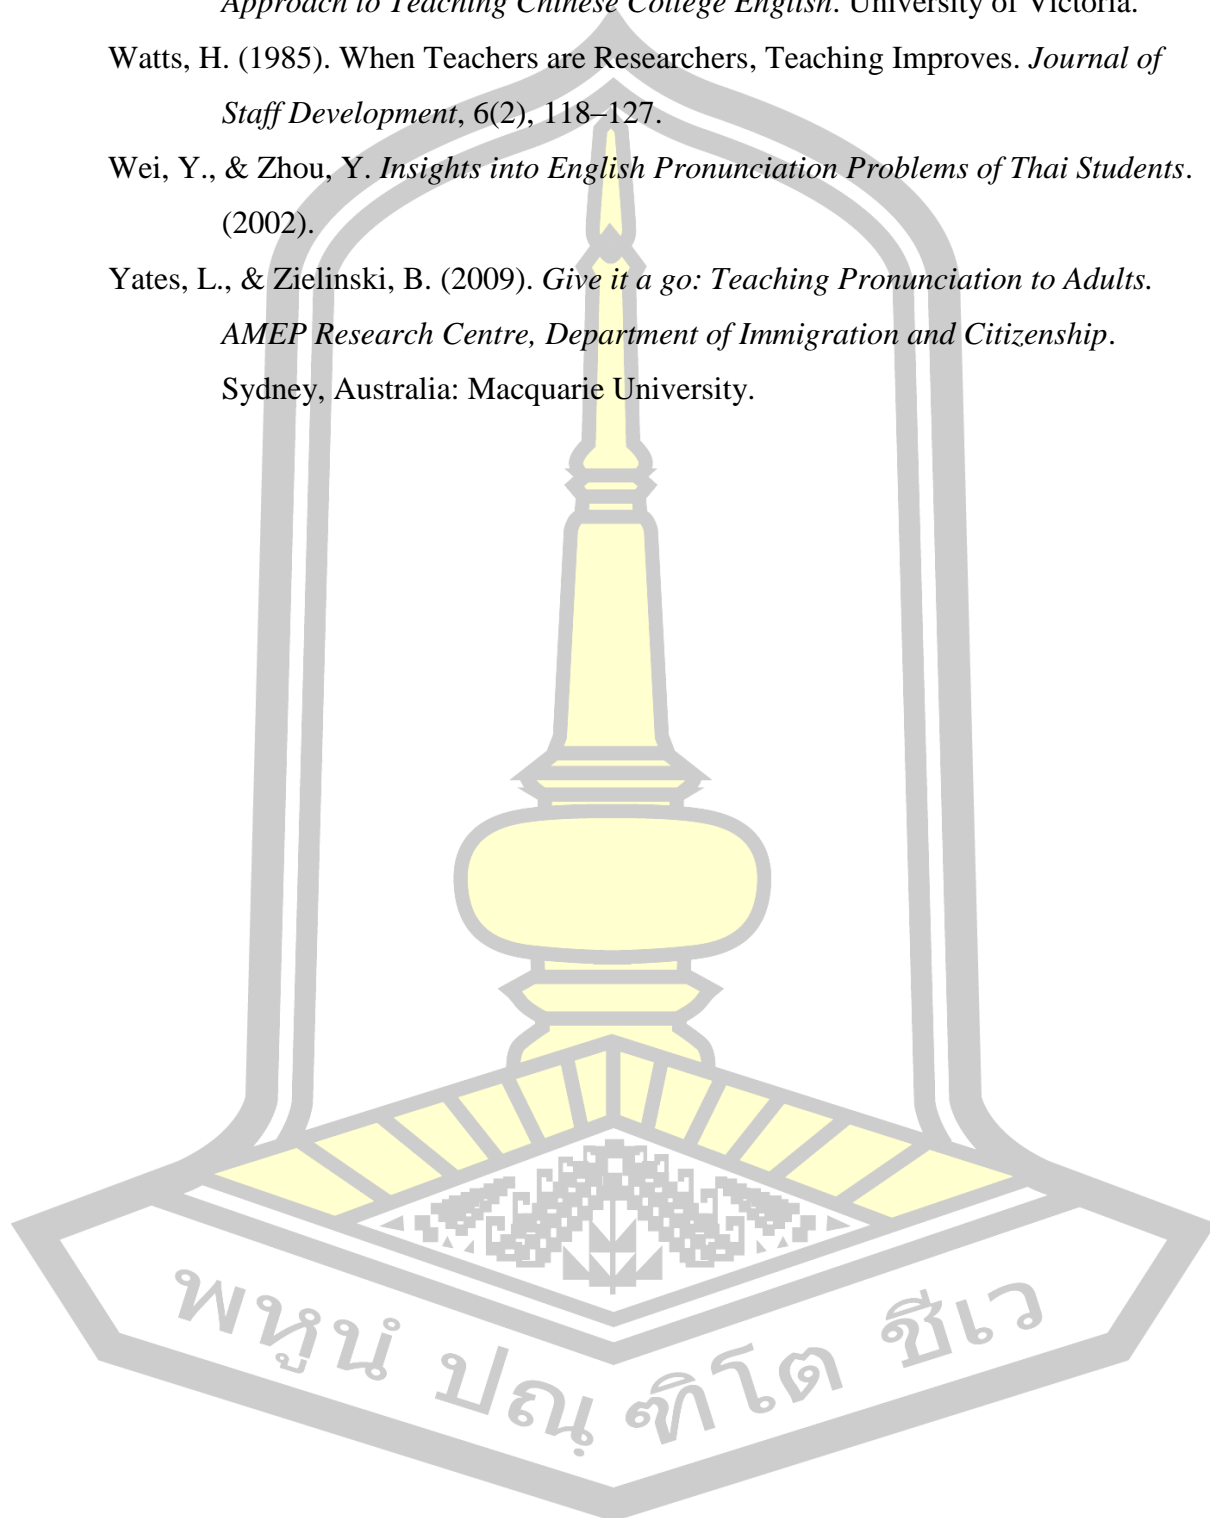 Approach to Teaching Chinese College English. University of Victoria.
Watts, H. (1985). When Teachers are Researchers, Teaching Improves. Journal of
Staff Development, 6(2), 118–127.
Wei, Y., & Zhou, Y. Insights into English Pronunciation Problems of Thai Students.
(2002).
Yates, L., & Zielinski, B. (2009). Give it a go: Teaching Pronunciation to Adults.
AMEP Research Centre, Department of Immigration and Citizenship.
Sydney, Australia: Macquarie University.
พหูนํ ปณฺฑิโต ชีเว